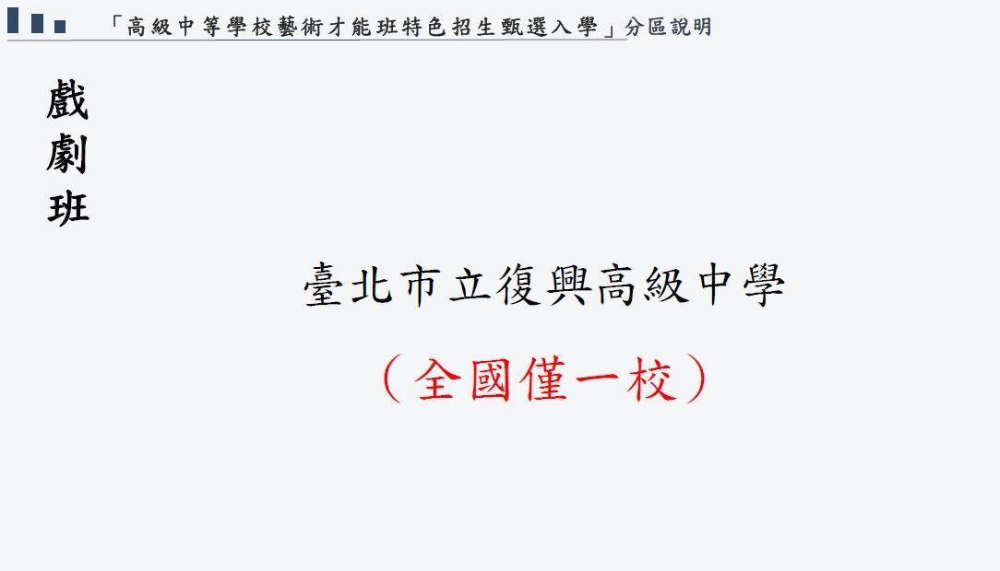 「高級中等學校藝術才能班特色招生甄選入學」分區說明
戲劇班
臺北市立復興高級中學
（全國僅一校）